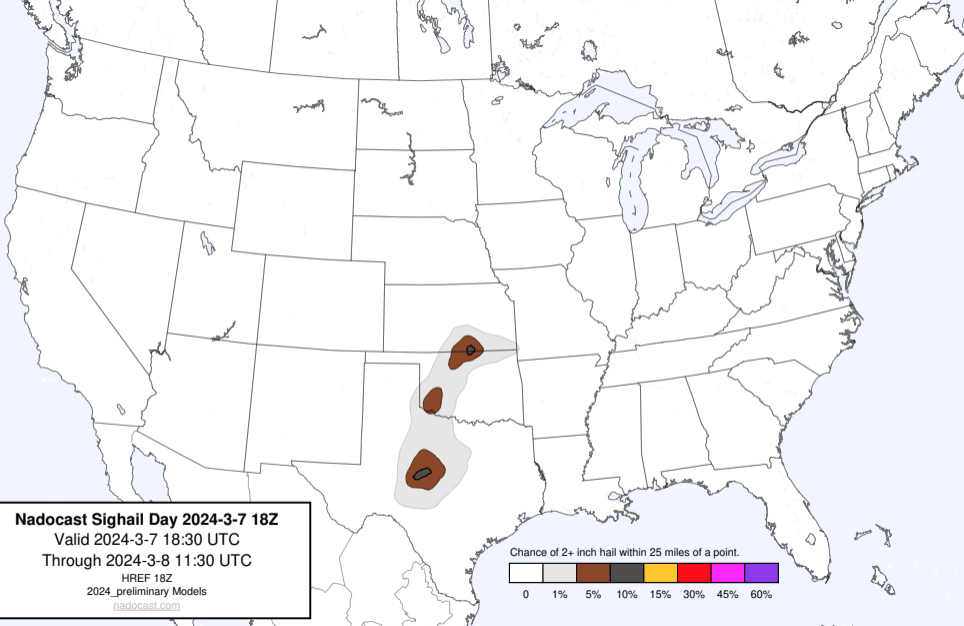 Nadocast Sighail Day 2024-3-7 18Z
Valid 2024-3-7 18:30 UTC
Through 2024-3-8 11:30 UTC
HREF 18Z
2024_preliminary Models
nadocast.com
Chance of 2+ inch hail within 25 miles of a point.
0 1% 5% 10% 15% 30% 45% 60%